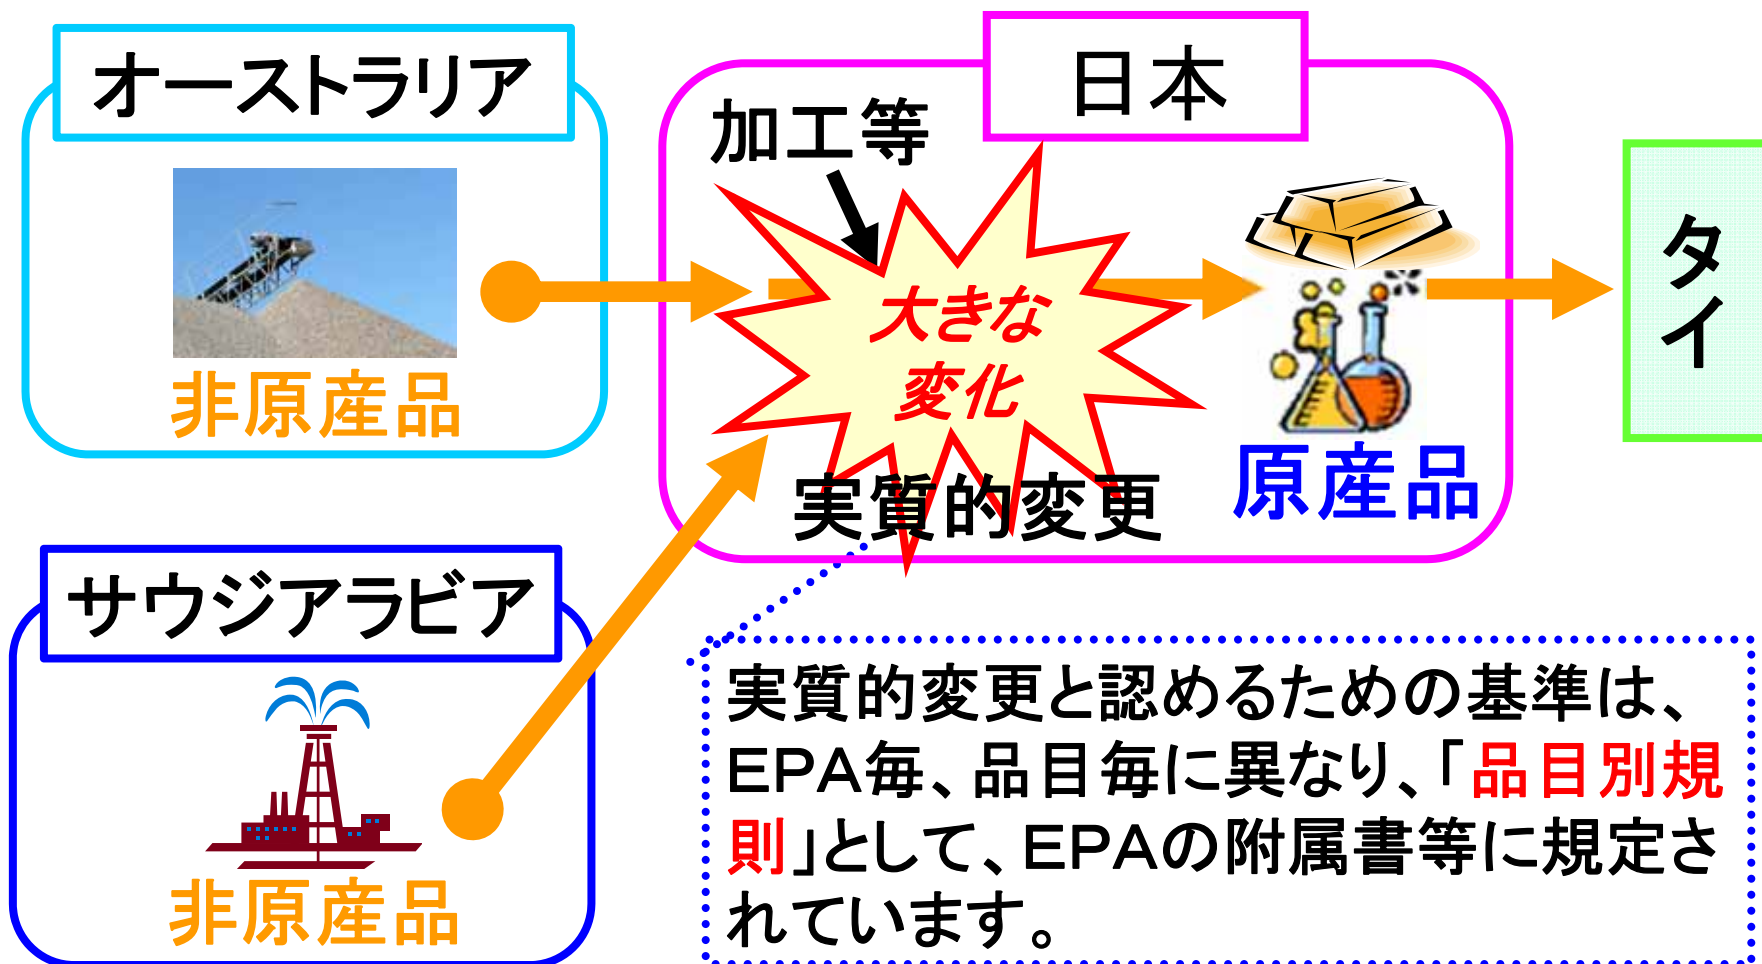 オーストラリア
非原産品
サウジアラビア
非原産品
日本
加工等
大きな
変化
実質的変更
原産品
タイ
実質的変更と認めるための基準は、
EPA毎、品目毎に異なり、「品目別規
則」として、EPAの附属書等に規定さ
れています。